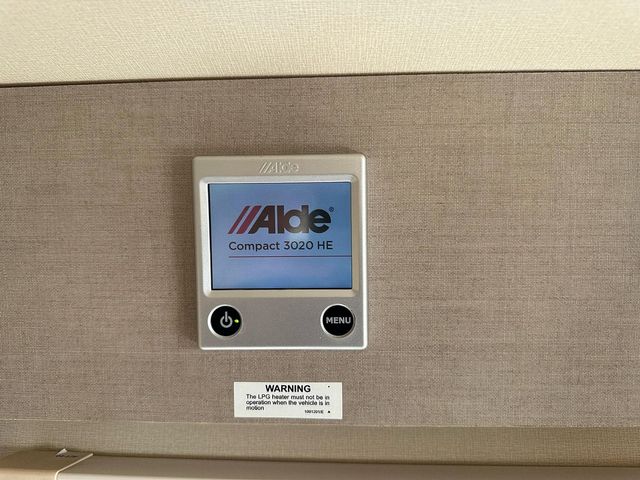 Alde
Alde®
Compact 3020 HE
MENU
WARNING
The LPG heater must not be in
operation when the vehicle is in
motion
1001201/E